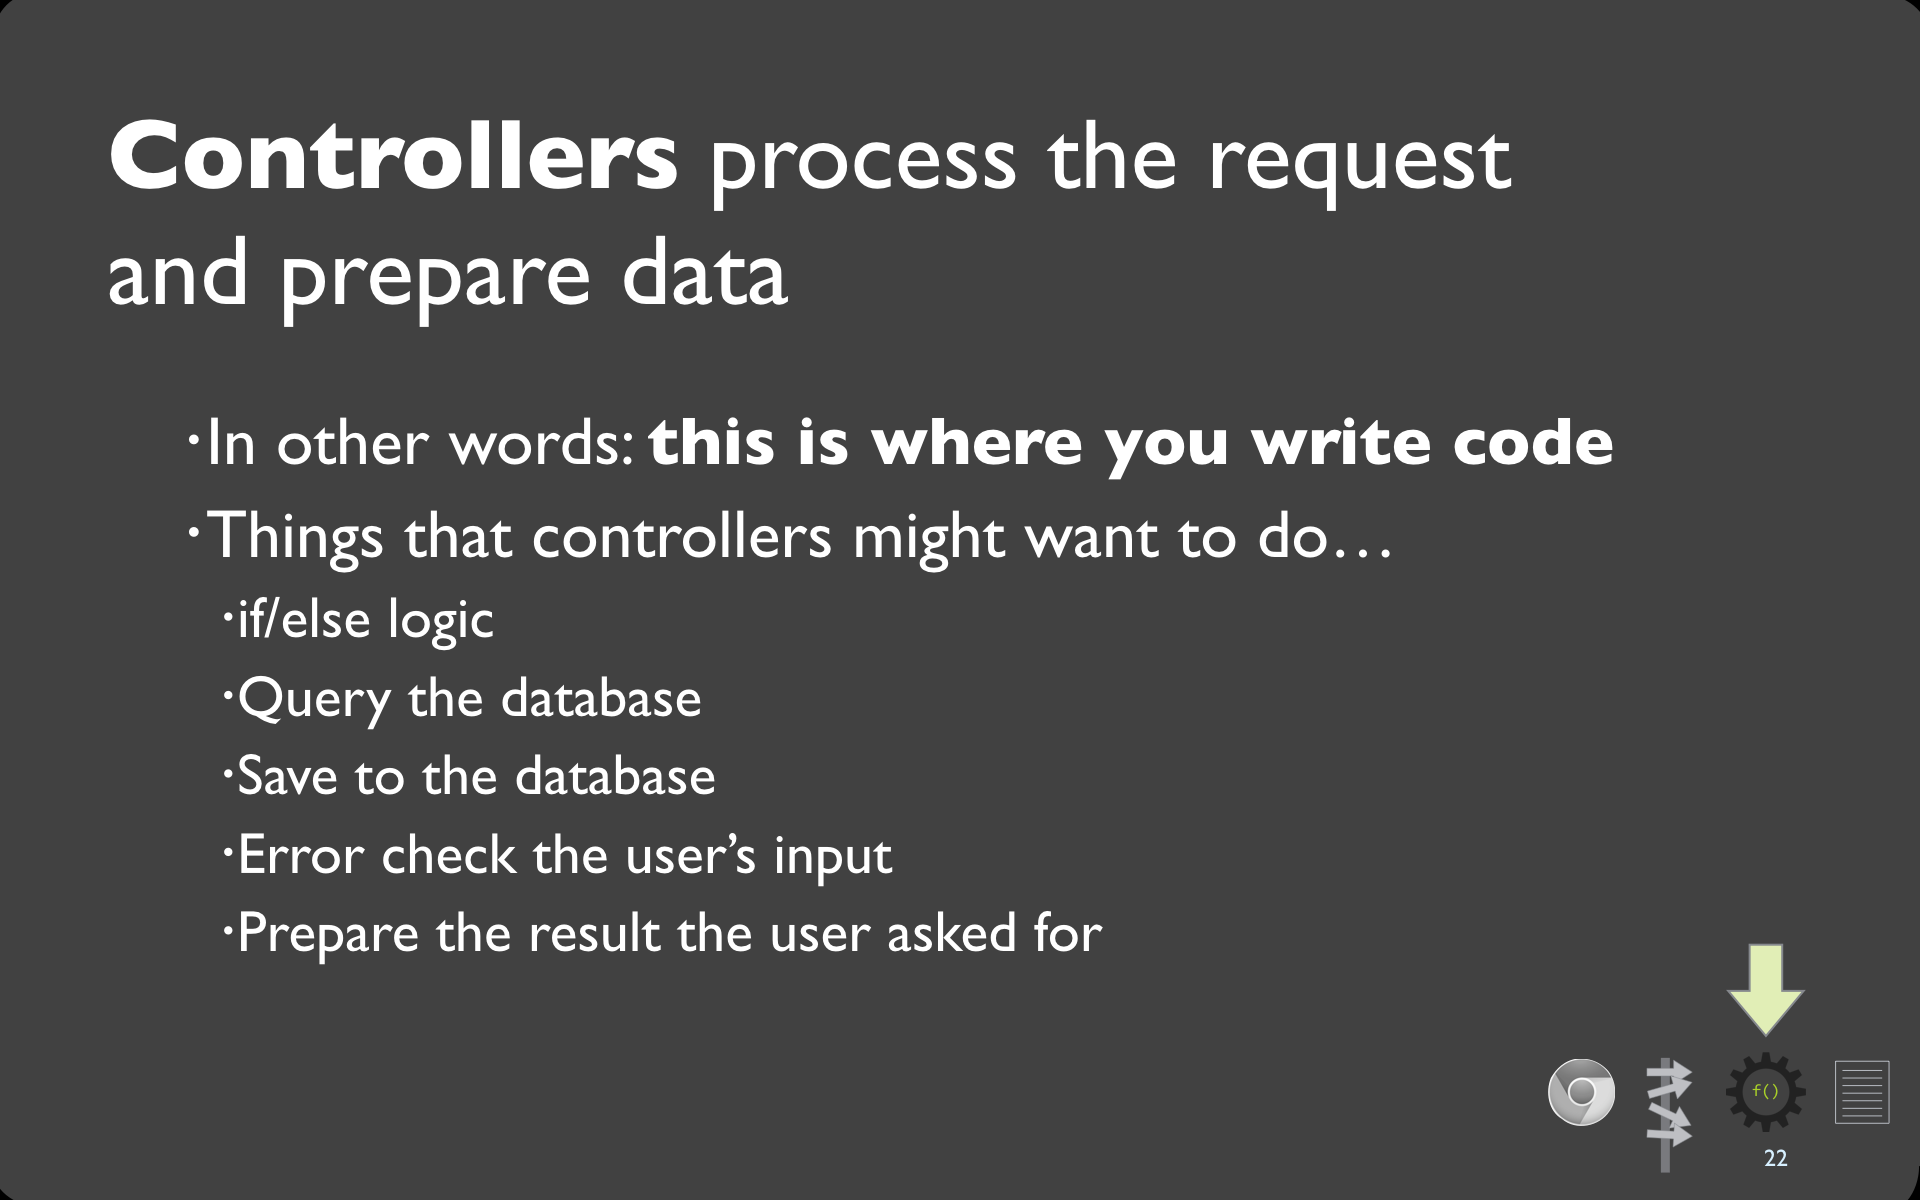 Controllers process the request
and prepare data
·In other words: this is where you write code
·Things that controllers might want to do…
·if/else logic
·Query the database
·Save to the database
·Error check the user’s input
·Prepare the result the user asked for
f()
22